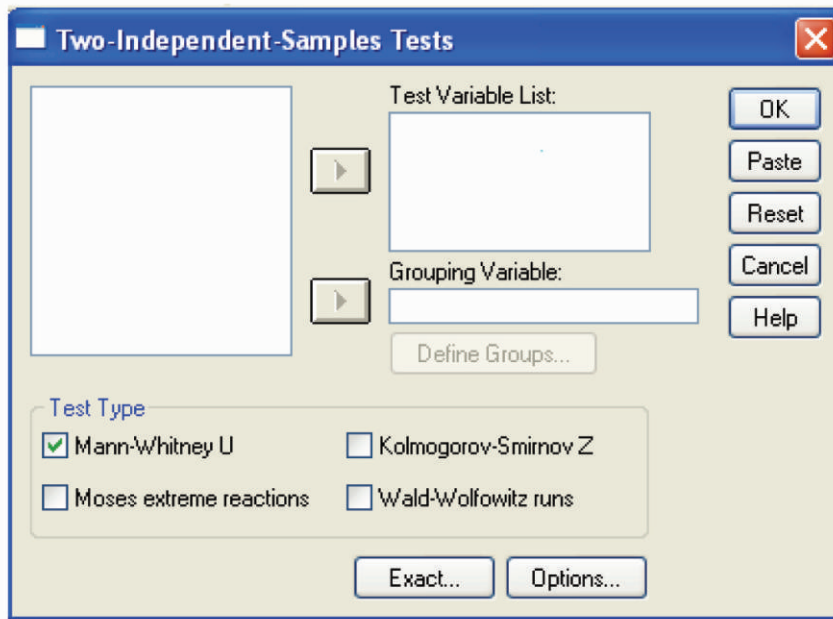 Two-Independent-Samples Tests
Test Variable List:
OK
Paste
Reset
Cancel
Grouping Variable:
Help
Define Groups...
Test Type
Mann-Whitney U
Kolmogorov-Smirnov Z
Moses extreme reactions
Wald-Wolfowitz runs
Exact...
Options...